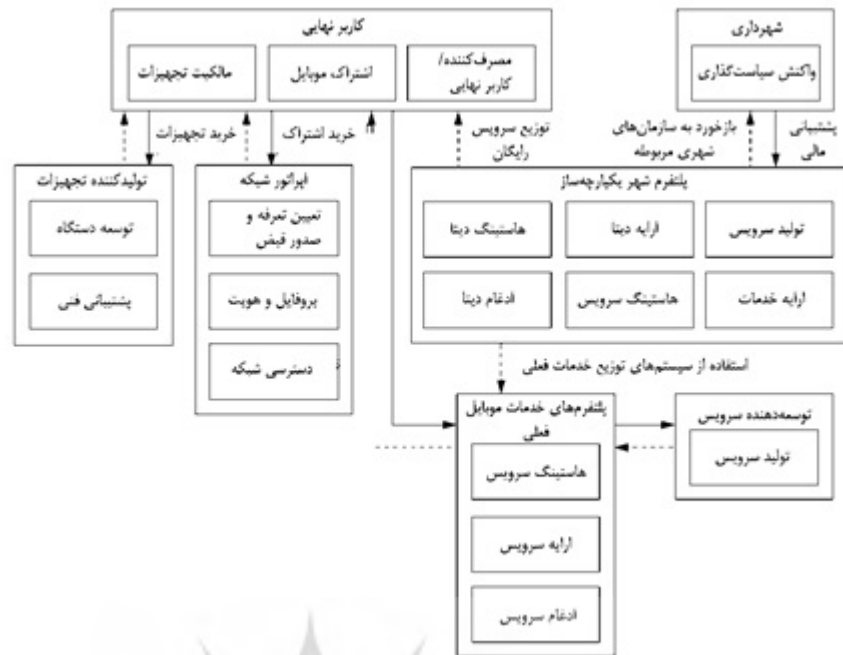 کاربر نهایی
شهرداری
مصرف‌کننده/
کاربر نهایی
اشتراک موبایل
مالکیت تجهیزات
واکنش سیاست‌گذاری
پشتیبانی
مالی
بازخورد به سازمان‌های
شهری مربوطه
توزیع سرویس
رایگان
خرید اشتراک
خرید تجهیزات
پلتفرم شهر یکپارچه‌ساز
تولید سرویس
ارایه دیتا
هاستینگ دیتا
ارایه خدمات
هاستینگ سرویس
ادغام دیتا
اپراتور شبکه
تعیین تعرفه و
صدور قبض
پروفایل و هویت
دسترسی شبکه
تولیدکننده تجهیزات
توسعه دستگاه
پشتیبانی فنی
استفاده از سیستم‌های توزیع خدمات فعلی
پلتفرم‌های خدمات موبایل
فعلی
هاستینگ سرویس
ارایه سرویس
ادغام سرویس
توسعه‌دهنده سرویس
تولید سرویس